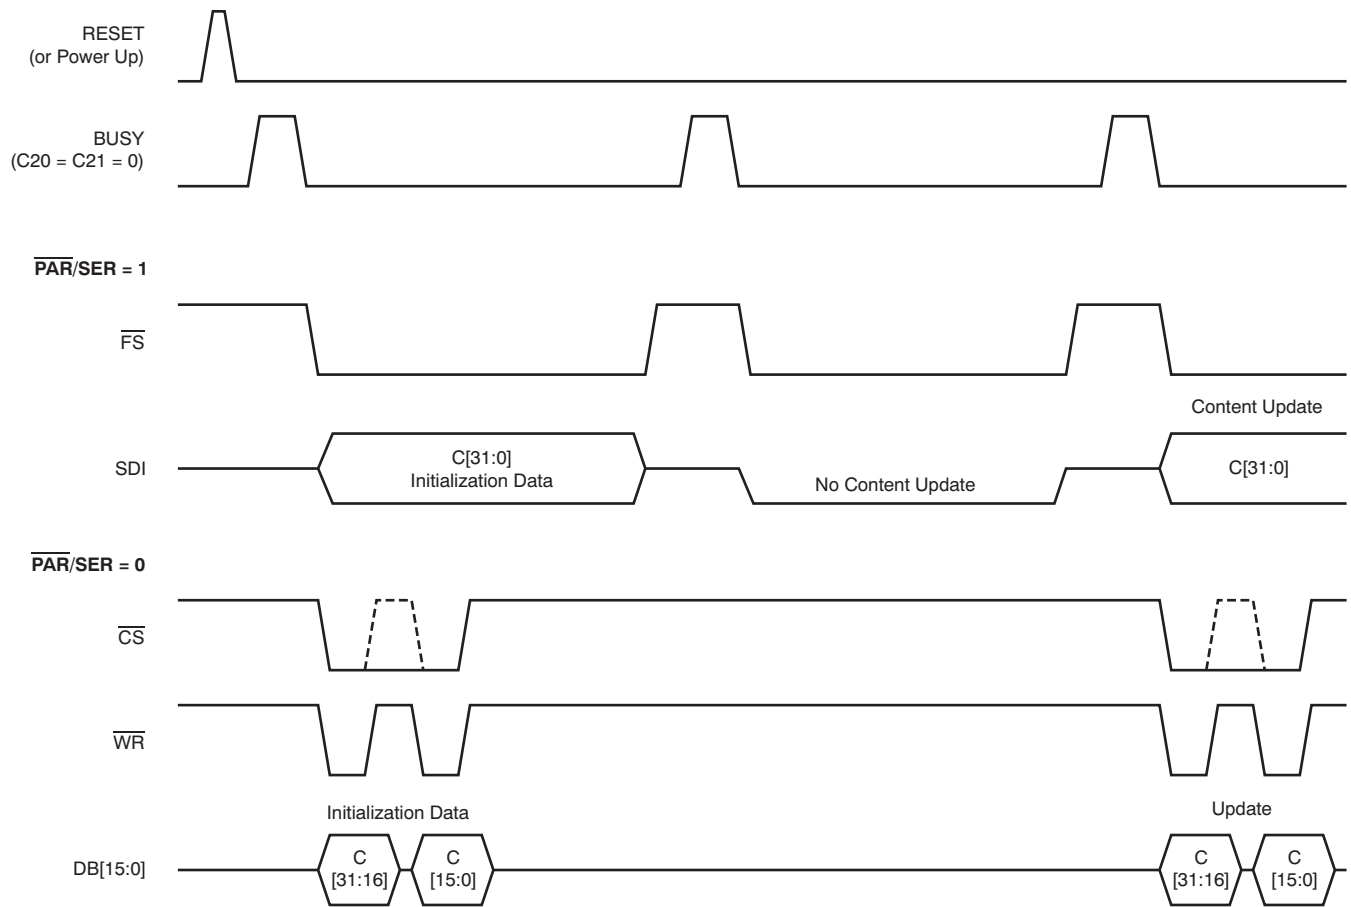 RESET
(or Power Up)
BUSY
(C20 = C21 = 0)
PAR/SER = 1
FS
Content Update
SDI
C[31:0]
Initialization Data
No Content Update
C[31:0]
PAR/SER = 0
CS
WR
Initialization Data
Update
DB[15:0]
C
[31:16]
C
[15:0]
C
[31:16]
C
[15:0]